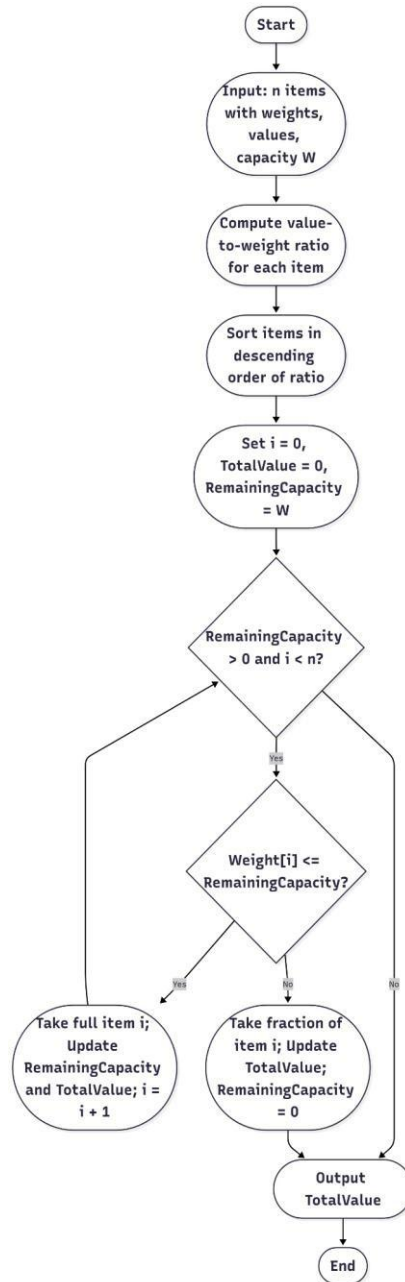 Start
Input: n items
with weights,
values,
capacity W
Compute value-
to-weight ratio
for each item
Sort items in
descending
order of ratio
Set i = 0,
TotalValue = 0,
RemainingCapacity
= W
RemainingCapacity
> 0 and i < n?
Yes
Weight[i] <=
RemainingCapacity?
Yes
No
No
Take full item i;
Update
RemainingCapacity
and TotalValue; i =
i + 1
Take fraction of
item i; Update
TotalValue;
RemainingCapacity
= 0
Output
TotalValue
End